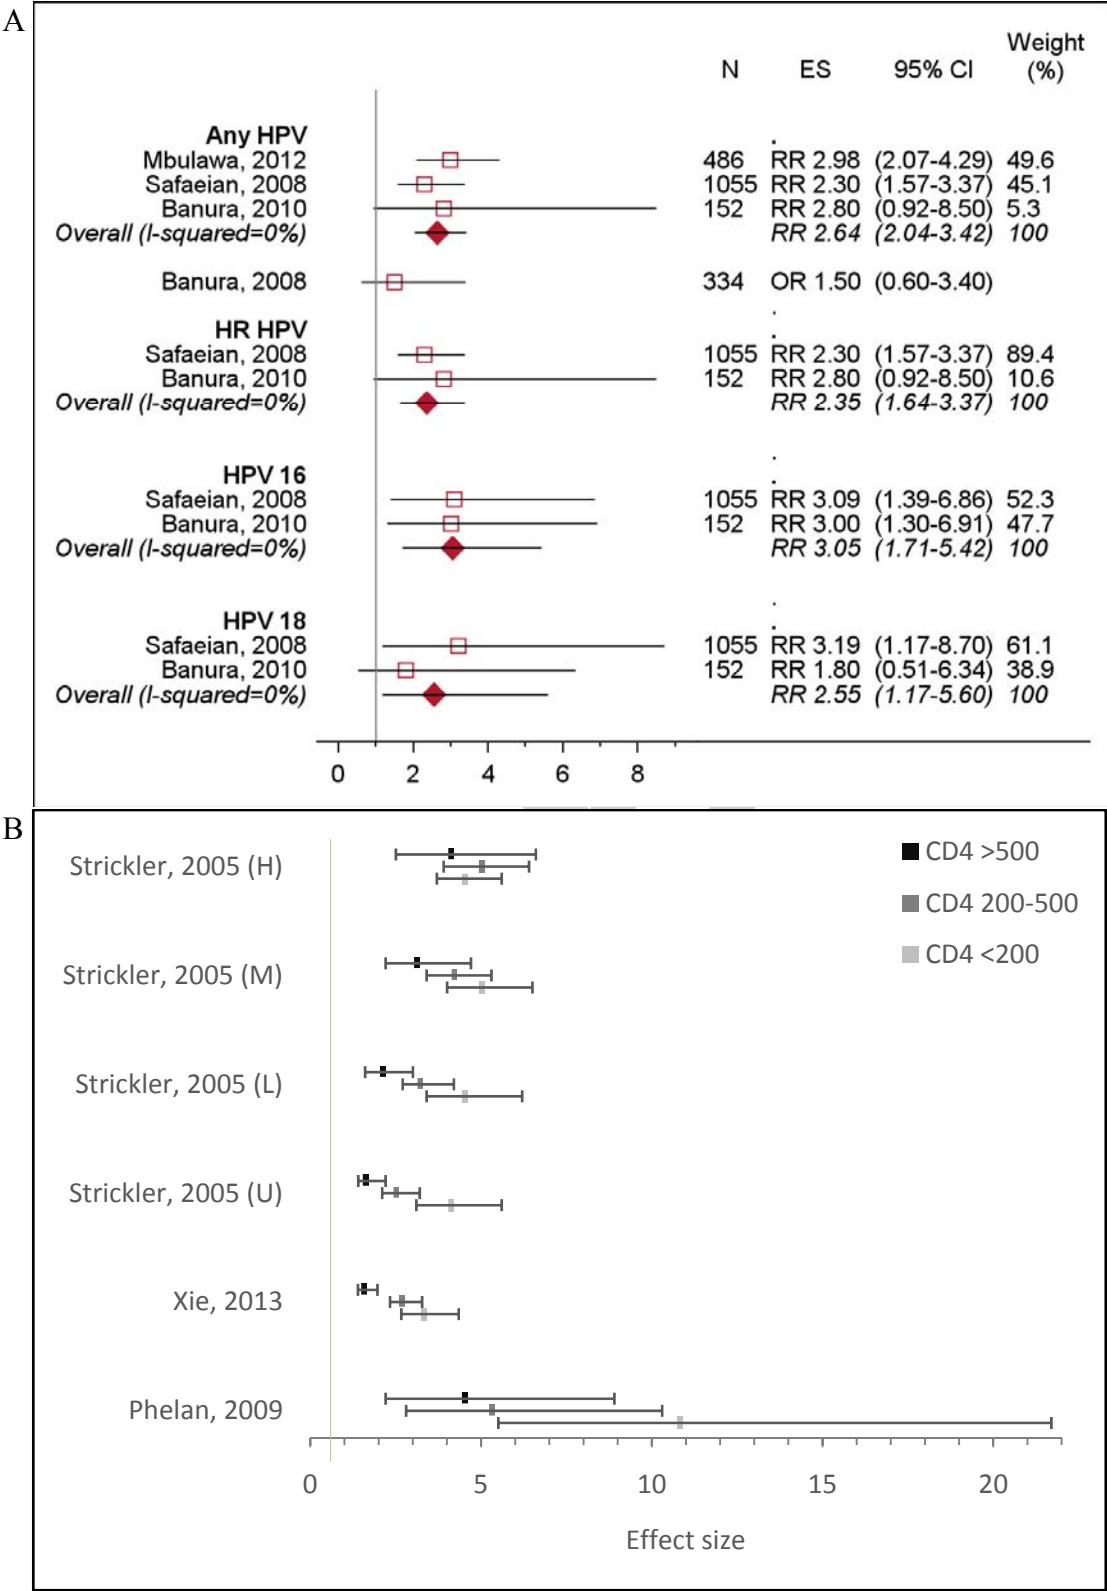 A
N ES 95% CI Weight (%)
Any HPV .
Mbulawa, 2012 486 RR 2.98 (2.07-4.29) 49.6
Safaeian, 2008 1055 RR 2.30 (1.57-3.37) 45.1
Banura, 2010 152 RR 2.80 (0.92-8.50) 5.3
Overall (I-squared=0%) RR 2.64 (2.04-3.42) 100
Banura, 2008 334 OR 1.50 (0.60-3.40)
.
HR HPV .
Safaeian, 2008 1055 RR 2.30 (1.57-3.37) 89.4
Banura, 2010 152 RR 2.80 (0.92-8.50) 10.6
Overall (I-squared=0%) RR 2.35 (1.64-3.37) 100
.
HPV 16 .
Safaeian, 2008 1055 RR 3.09 (1.39-6.86) 52.3
Banura, 2010 152 RR 3.00 (1.30-6.91) 47.7
Overall (I-squared=0%) RR 3.05 (1.71-5.42) 100
.
HPV 18 .
Safaeian, 2008 1055 RR 3.19 (1.17-8.70) 61.1
Banura, 2010 152 RR 1.80 (0.51-6.34) 38.9
Overall (I-squared=0%) RR 2.55 (1.17-5.60) 100
0 2 4 6 8
B
CD4 >500
CD4 200-500
CD4 <200
Strickler, 2005 (H)
Strickler, 2005 (M)
Strickler, 2005 (L)
Strickler, 2005 (U)
Xie, 2013
Phelan, 2009
0 5 10 15 20
Effect size